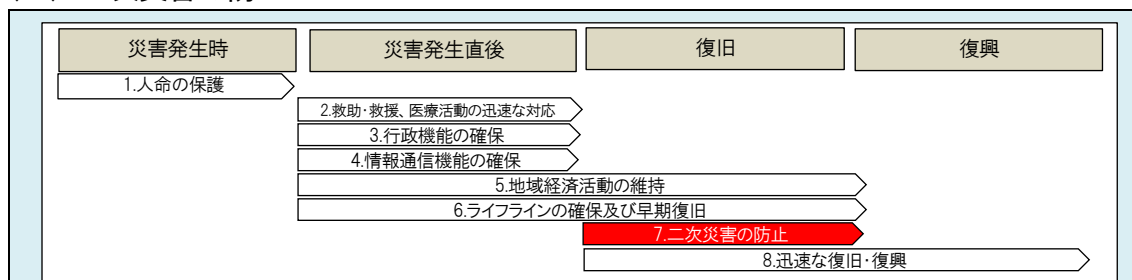 災害発生時 災害発生直後 復旧 復興
1.人命の保護
2.救助・救援、医療活動の迅速な対応
3.行政機能の確保
4.情報通信機能の確保
5.地域経済活動の維持
6.ライフラインの確保及び早期復旧
7.二次災害の防止
8.迅速な復旧・復興